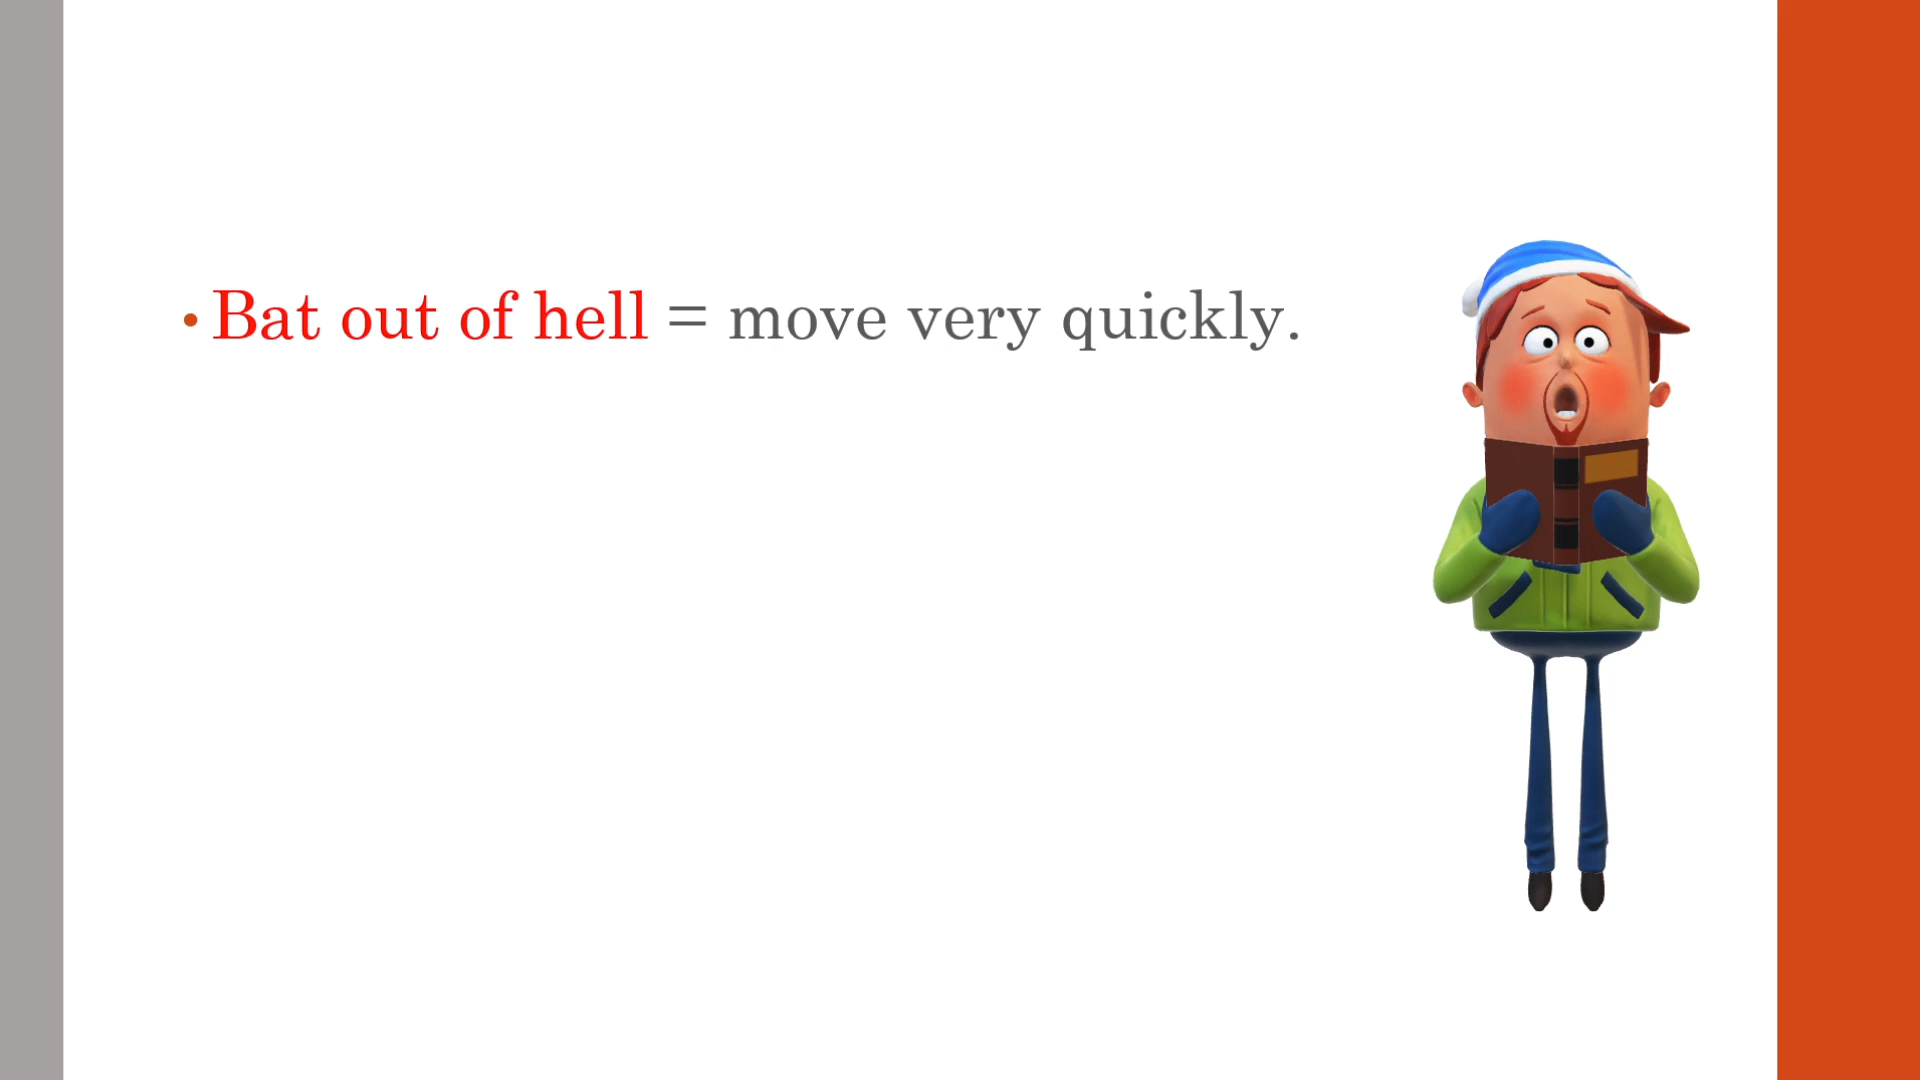 • Bat out of hell = move very quickly.